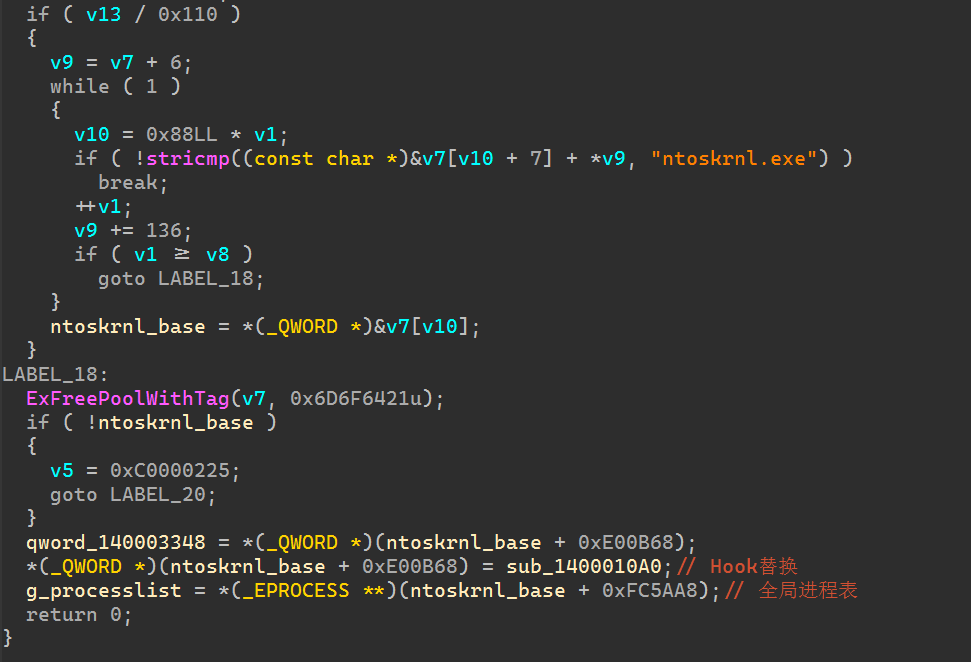 if ( v13 / 0x110 )
{
v9 = v7 + 6;
while ( 1 )
{
v10 = 0x88LL * v1;
if ( !stricmp((const char *)&v7[v10 + 7] + *v9, "ntoskrnl.exe") )
break;
++v1;
v9 += 136;
if ( v1 ≥ v8 )
goto LABEL_18;
}
ntoskrnl_base = *(_QWORD *)&v7[v10];
}
LABEL_18:
ExFreePoolWithTag(v7, 0x6D6F6421u);
if ( !ntoskrnl_base )
{
v5 = 0xC0000225;
goto LABEL_20;
}
qword_140003348 = *(_QWORD *)(ntoskrnl_base + 0xE00B68);
*(_QWORD *)(ntoskrnl_base + 0xE00B68) = sub_1400010A0;// Hook替换
g_processlist = *(_EPROCESS **)(ntoskrnl_base + 0xFC5AA8);// 全局进程表
return 0;
}